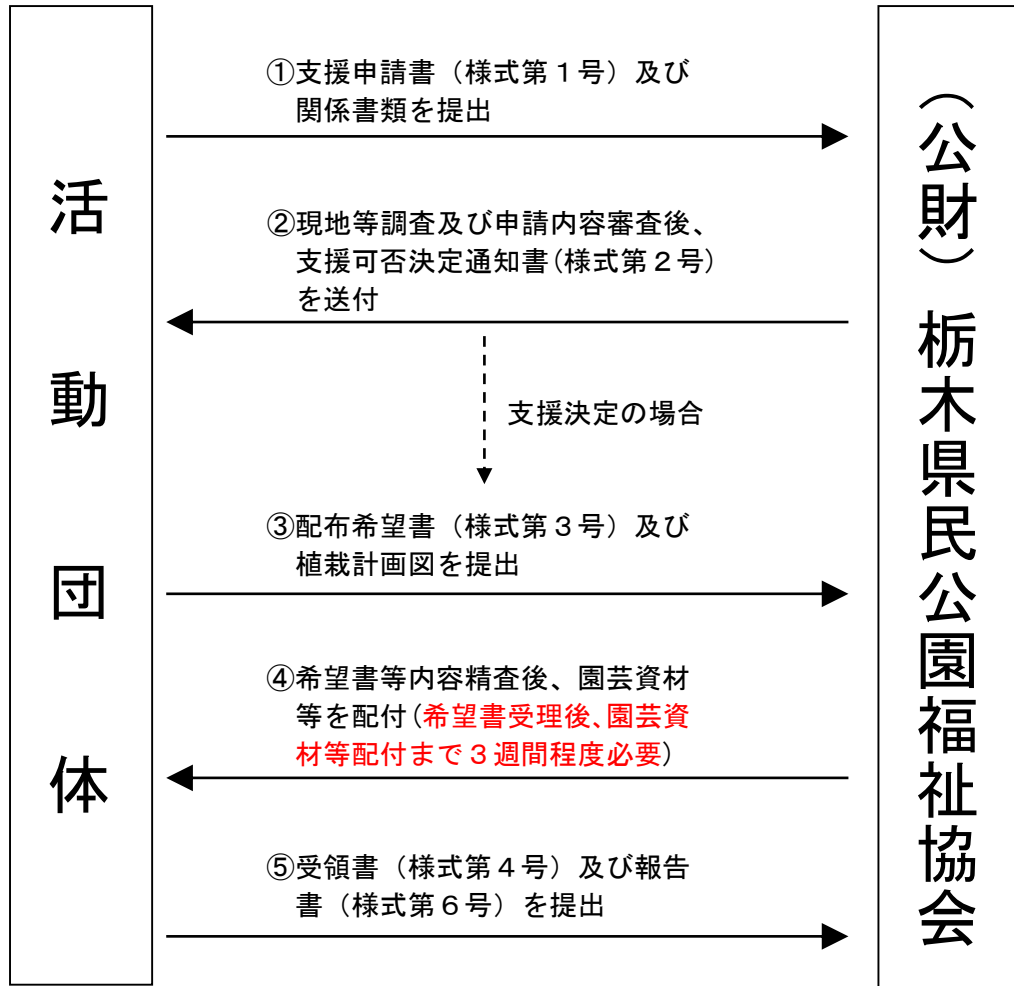 活動団体
①支援申請書（様式第１号）及び
関係書類を提出
②現地等調査及び申請内容審査後、
支援可否決定通知書（様式第２号）
を送付
支援決定の場合
③配布希望書（様式第３号）及び
植栽計画図を提出
④希望書等内容精査後、園芸資材
等を配付（希望書受理後、園芸資
材等配付まで３週間程度必要）
⑤受領書（様式第４号）及び報告
書（様式第６号）を提出
（公財）栃木県民公園福祉協会